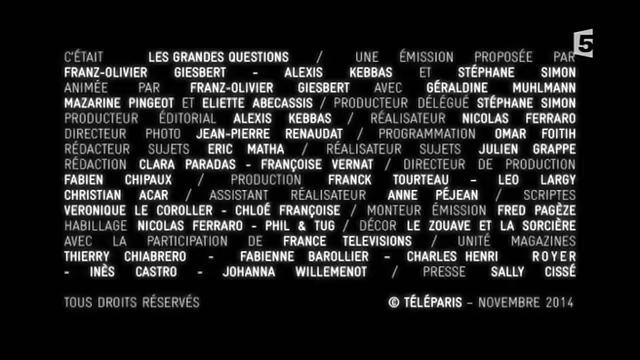 5
C'ÉTAIT LES GRANDES QUESTIONS / UNE ÉMISSION PROPOSÉE PAR
FRANZ-OLIVIER GIESBERT - ALEXIS KEBBAS ET STÉPHANE SIMON
ANIMÉE PAR FRANZ-OLIVIER GIESBERT AVEC GÉRALDINE MUHLMANN
MAZARINE PINGEOT ET ELIETTE ABECASSIS / PRODUCTEUR DÉLÉGUÉ STÉPHANE SIMON
PRODUCTEUR ÉDITORIAL ALEXIS KEBBAS / RÉALISATEUR NICOLAS FERRARO
DIRECTEUR PHOTO JEAN-PIERRE RENAUDAT / PROGRAMMATION OMAR FOITIH
RÉDACTEUR SUJETS ERIC MATHA / RÉALISATEUR SUJETS JULIEN GRAPPE
RÉDACTION CLARA PARADAS - FRANÇOISE VERNAT / DIRECTEUR DE PRODUCTION
FABIEN CHIPAUX / PRODUCTION FRANCK TOURTEAU - LEO LARGY
CHRISTIAN ACAR / ASSISTANT RÉALISATEUR ANNE PÉJEAN / SCRIPTES
VERONIQUE LE COROLLER - CHLOÉ FRANÇOISE / MONTEUR ÉMISSION FRED PAGÈZE
HABILLAGE NICOLAS FERRARO - PHIL & TUG / DÉCOR LE ZOUAVE ET LA SORCIÈRE
AVEC LA PARTICIPATION DE FRANCE TELEVISIONS / UNITÉ MAGAZINES
THIERRY CHIABRERO - FABIENNE BAROLLIER - CHARLES HENRI ROYER
- INÈS CASTRO - JOHANNA WILLEMENOT / PRESSE SALLY CISSÉ
TOUS DROITS RÉSERVÉS © TÉLÉPARIS - NOVEMBRE 2014